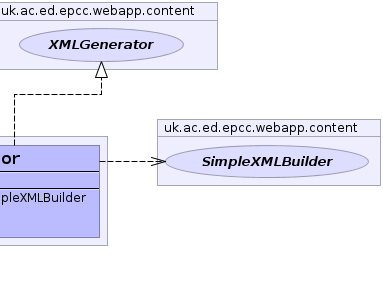 uk.ac.ed.epcc.webapp.content
XMLGenerator
uk.ac.ed.epcc.webapp.content
SimpleXMLBuilder
or
pleXMLBuilder